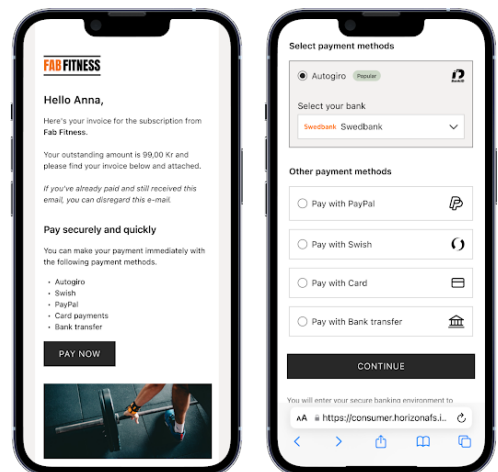 FAB FITNESS
Hello Anna,
Here's your invoice for the subscription from
Fab Fitness.
Your outstanding amount is 99,00 Kr and
please find your invoice below and attached.
If you've already paid and still received this
email, you can disregard this e-mail.
Pay securely and quickly
You can make your payment immediately with
the following payment methods.
• Autogiro
• Swish
• PayPal
• Card payments
• Bank transfer
PAY NOW
Select payment methods
Autogiro Popular
Select your bank
Swedbank Swedbank
Other payment methods
Pay with PayPal
Pay with Swish
Pay with Card
Pay with Bank transfer
CONTINUE
You will enter your secure banking environment to
AA https://consumer.horizonafs.i...